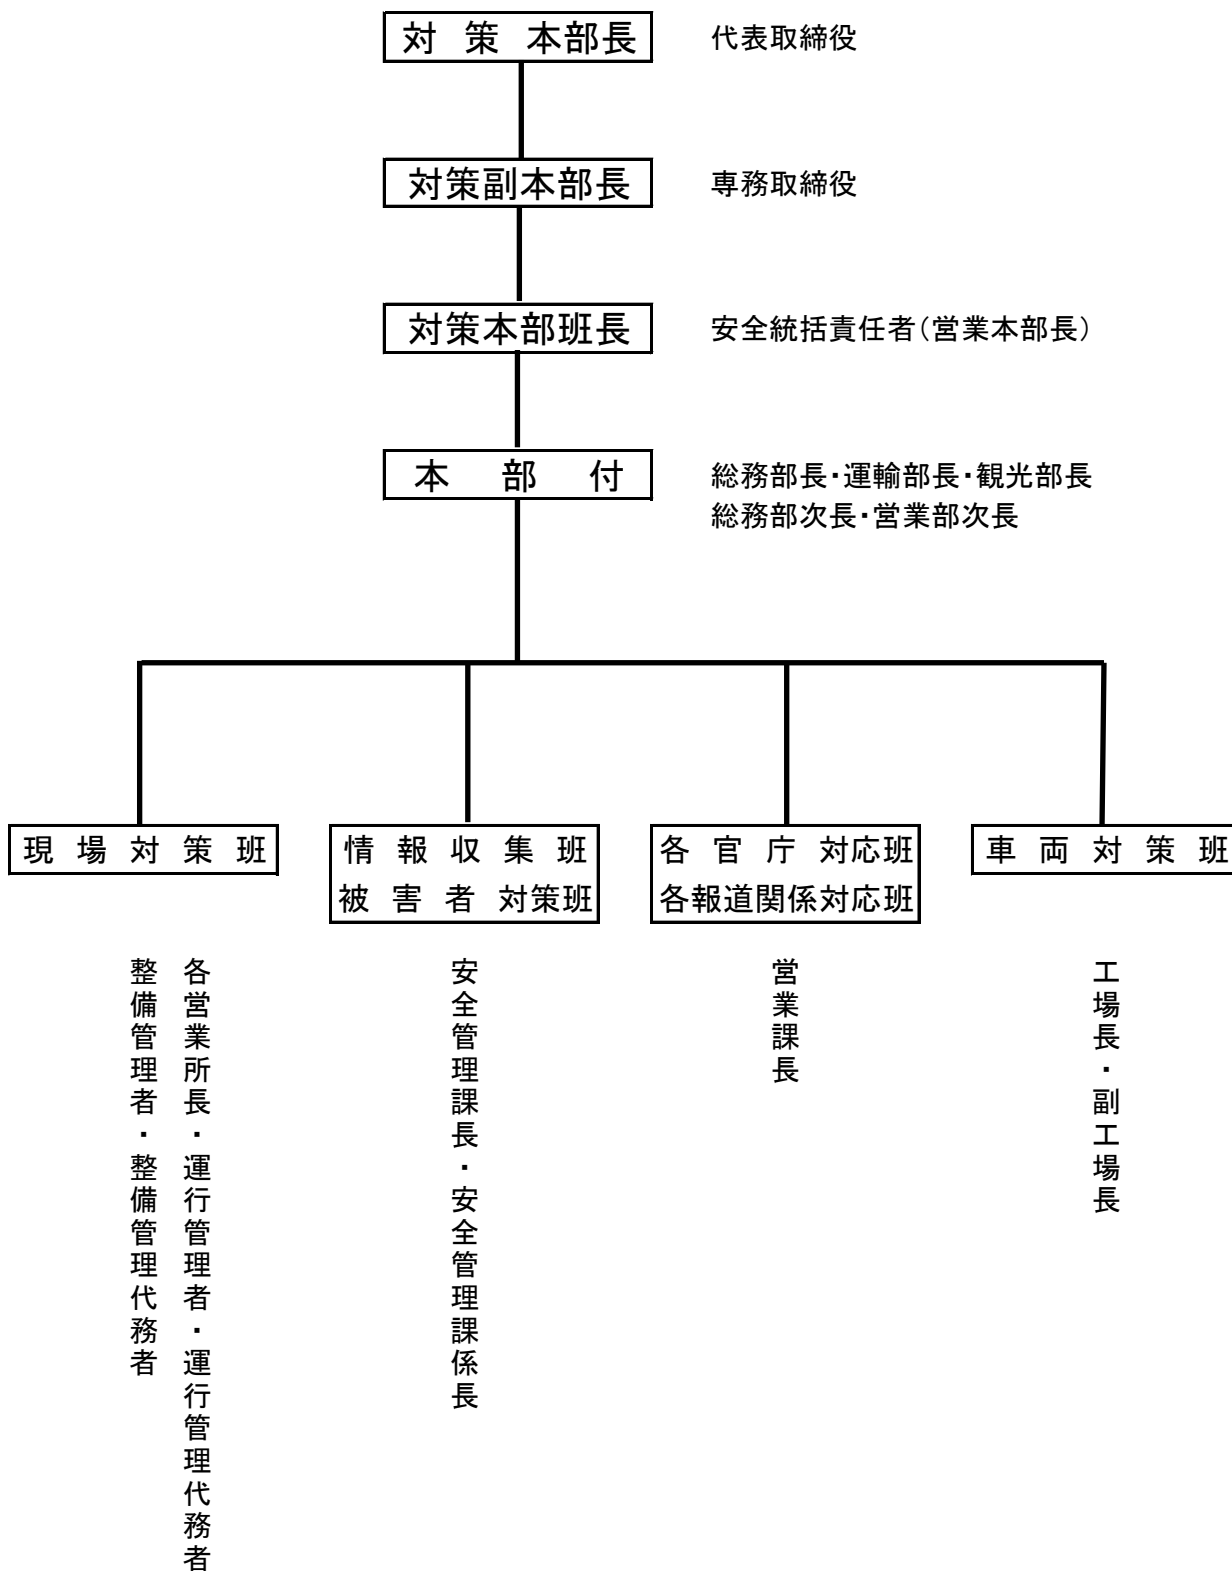 対策本部長
代表取締役
対策副本部長
専務取締役
対策本部班長
安全統括責任者(営業本部長)
本部付
総務部長・運輸部長・観光部長
総務部次長・営業部次長
現場対策班
情報収集班
被害者対策班
各官庁対応班
各報道関係対応班
車両対策班
各営業所長・運行管理者・運行管理代務者
整備管理者・整備管理代務者
安全管理課長・安全管理課係長
営業課長
工場長・副工場長